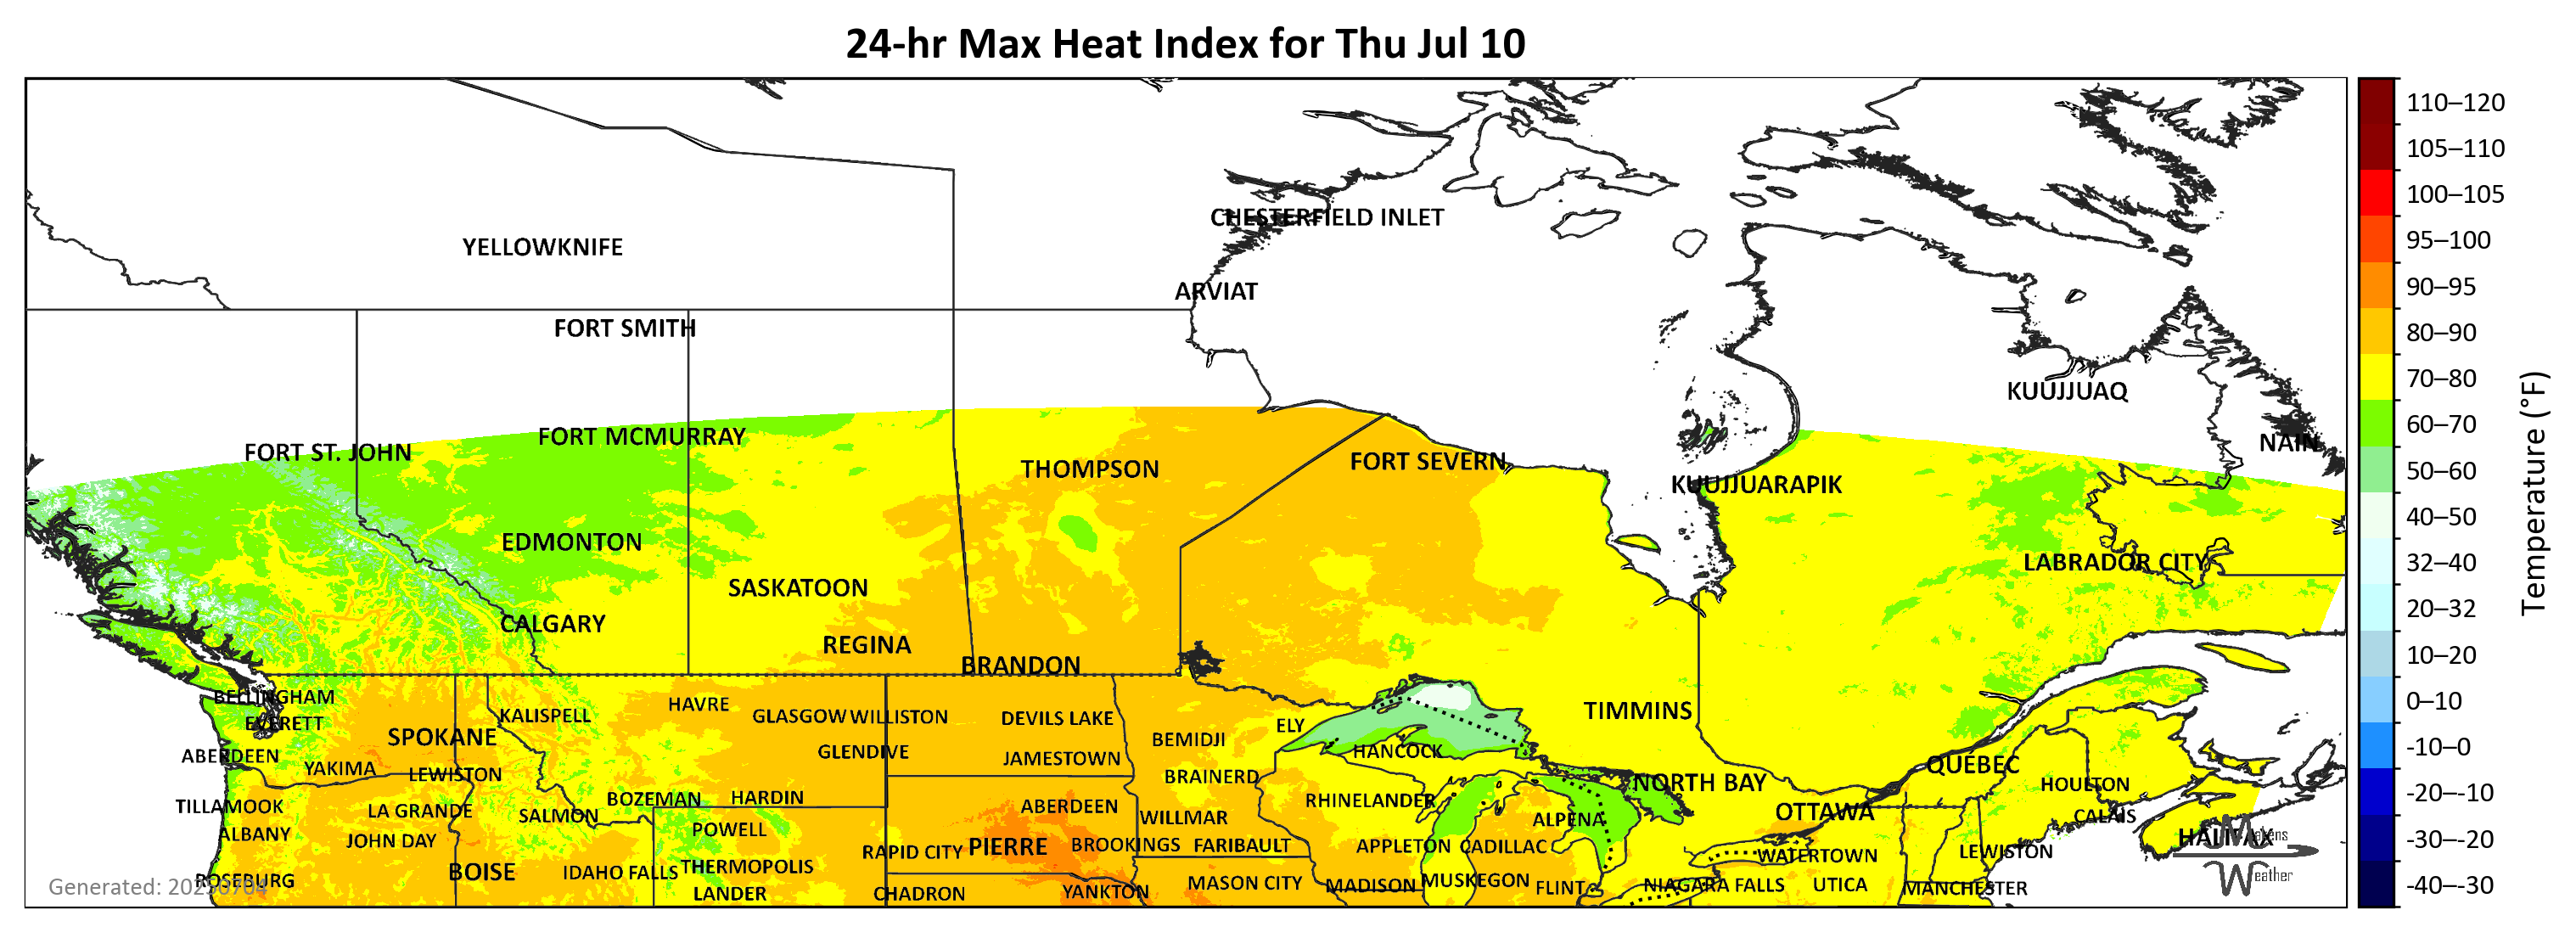 24-hr Max Heat Index for Thu Jul 10
110–120
105–110
CHESTERFIELD INLET
100–105
YELLOWKNIFE
95–100
ARVIAT
90–95
FORT SMITH
80–90
KUUJJUAQ
70–80
FORT MCMURRAY
60–70
NAIN
FORT ST. JOHN
FORT SEVERN
50–60
THOMPSON
KUUJJUARAPIK
40–50
EDMONTON
LABRADOR CITY
32–40
SASKATOON
20–32
CALGARY
REGINA
10–20
BRANDON
BELLINGHAM
HAVRE
0–10
KALISPELL
GLASGOW
WILLISTON
DEVILS LAKE
TIMMINS
EVERETT
ELY
SPOKANE
BEMIDJI
-10–0
ABERDEEN
GLENDIVE
JAMESTOWN
HANCOCK
QUÉBEC
YAKIMA
LEWISTON
BRAINERD
NORTH BAY
HOULTON
-20–-10
TILLAMOOK
LA GRANDE
BOZEMAN
HARDIN
ABERDEEN
RHINELANDER
OTTAWA
SALMON
WILLMAR
ALPENA
CALAIS
ALBANY
JOHN DAY
POWELL
HALIFAX
-30–-20
RAPID CITY
PIERRE
BROOKINGS
FARIBAULT
APPLETON
CADILLAC
WATERTOWN
LEWISTON
BOISE
IDAHO FALLS
THERMOPOLIS
ROSEBURG
MASON CITY
MADISON
MUSKEGON
FLINT
NIAGARA FALLS
UTICA
MANCHESTER
-40–-30
LANDER
CHADRON
YANKTON
Generated: 20250704
Temperature (°F)
Makens
Weather